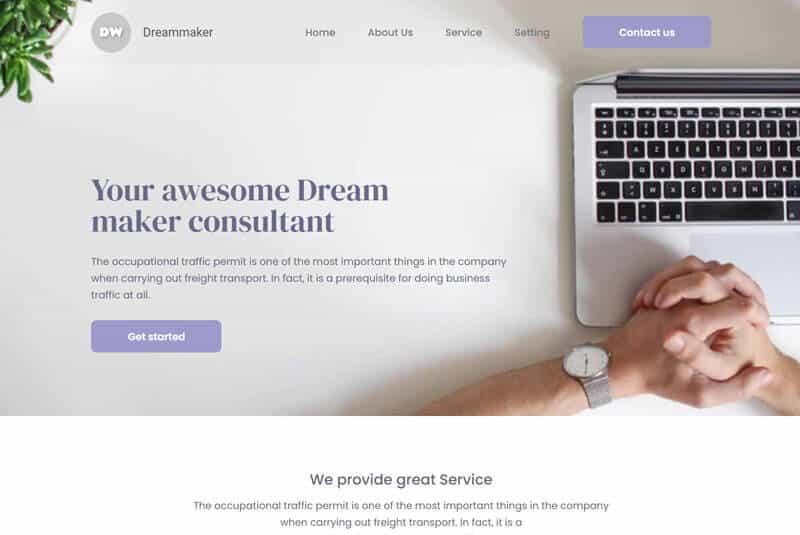 DW
Dreammaker
Home
About Us
Service
Setting
Contact us
Your awesome Dream
maker consultant
The occupational traffic permit is one of the most important things in the company
when carrying out freight transport. In fact, it is a prerequisite for doing business
traffic at all.
Get started
We provide great Service
The occupational traffic permit is one of the most important things in the company
when carrying out freight transport. In fact, it is a